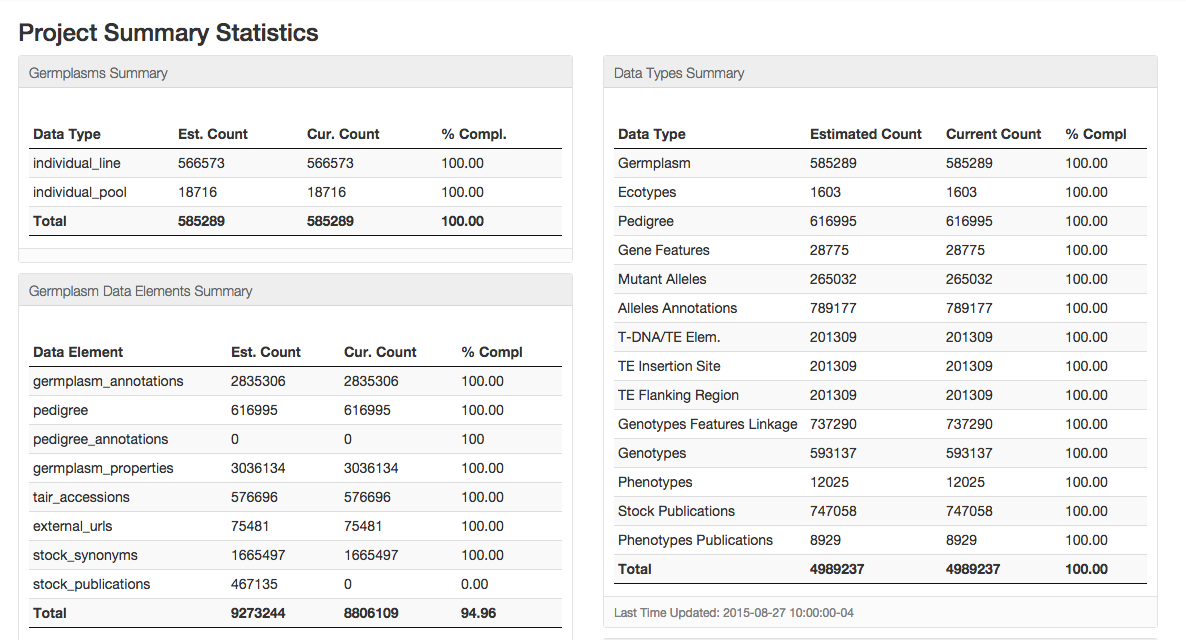 Project Summary Statistics
Germplasms Summary
Data Type Est. Count Cur. Count % Compl.
individual_line 566573 566573 100.00
individual_pool 18716 18716 100.00
Total 585289 585289 100.00
Germplasm Data Elements Summary
Data Element Est. Count Cur. Count % Compl
germplasm_annotations 2835306 2835306 100.00
pedigree 616995 616995 100.00
pedigree_annotations 0 0 100
germplasm_properties 3036134 3036134 100.00
tair_accessions 576696 576696 100.00
external_urls 75481 75481 100.00
stock_synonyms 1665497 1665497 100.00
stock_publications 467135 0 0.00
Total 9273244 8806109 94.96
Data Types Summary
Data Type Estimated Count Current Count % Compl
Germplasm 585289 585289 100.00
Ecotypes 1603 1603 100.00
Pedigree 616995 616995 100.00
Gene Features 28775 28775 100.00
Mutant Alleles 265032 265032 100.00
Alleles Annotations 789177 789177 100.00
T-DNA/TE Elem. 201309 201309 100.00
TE Insertion Site 201309 201309 100.00
TE Flanking Region 201309 201309 100.00
Genotypes Features Linkage 737290 737290 100.00
Genotypes 593137 593137 100.00
Phenotypes 12025 12025 100.00
Stock Publications 747058 747058 100.00
Phenotypes Publications 8929 8929 100.00
Total 4989237 4989237 100.00
Last Time Updated: 2015-08-27 10:00:00-04